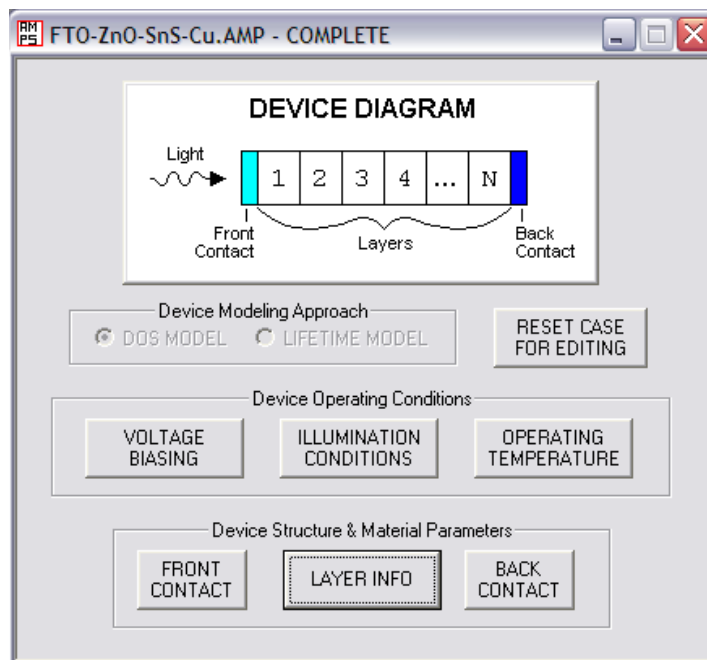 AM
PS
FTO-ZnO-SnS-Cu.AMP - COMPLETE
DEVICE DIAGRAM
Light
1 2 3 4 ... N
Front
Contact
Layers
Back
Contact
Device Modeling Approach
DOS MODEL
LIFETIME MODEL
RESET CASE
FOR EDITING
Device Operating Conditions
VOLTAGE
BIASING
ILLUMINATION
CONDITIONS
OPERATING
TEMPERATURE
Device Structure & Material Parameters
FRONT
CONTACT
LAYER INFO
BACK
CONTACT